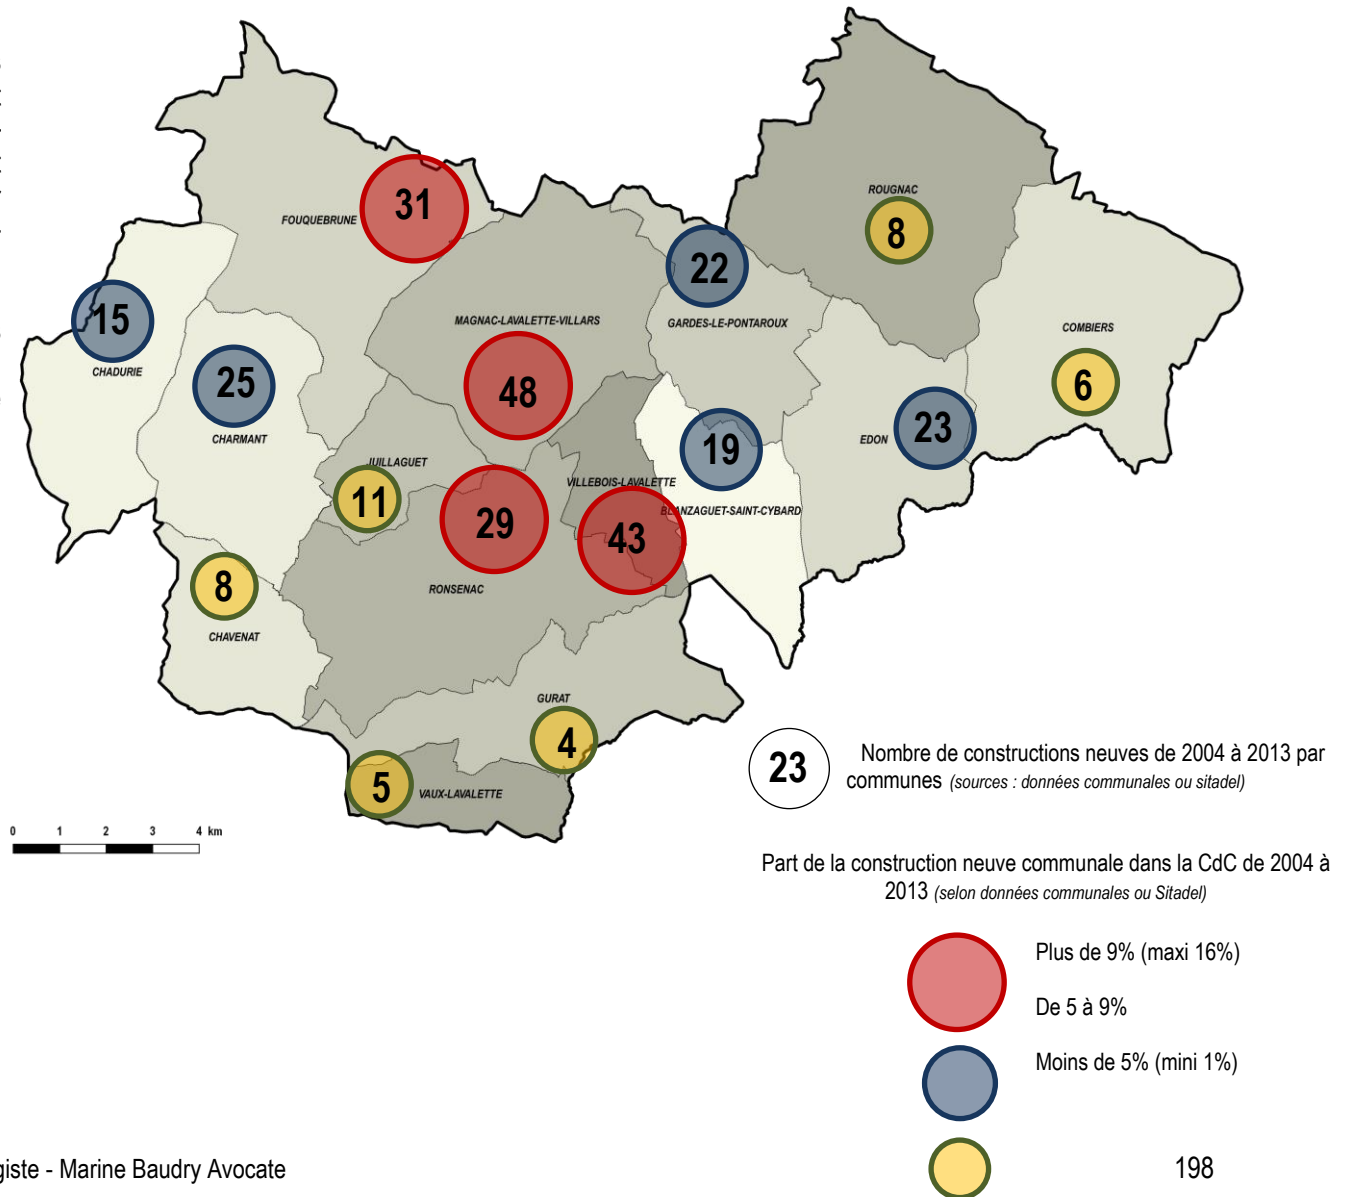 31
FOUQUEBRUNE
ROUGNAC
8
22
GARDES-LE-PONTAROUX
15
CHADURIE
MAGNAC-LAVALETTE-VILLARS
48
COMBIERS
6
25
CHARMANT
EDON
23
19
BLANZAGUET-SAINT-CYBARD
JUILLAGUET
11
29
RONSENAC
VILLEBOIS-LAVALETTE
43
8
CHAVENAT
GURAT
4
5
VAUX-LAVALETTE
0 1 2 3 4 km
23
Nombre de constructions neuves de 2004 à 2013 par
communes (sources : données communales ou sitadel)
Part de la construction neuve communale dans la CdC de 2004 à
2013 (selon données communales ou Sitadel)
Plus de 9% (maxi 16%)
De 5 à 9%
Moins de 5% (mini 1%)
giste - Marine Baudry Avocate
198